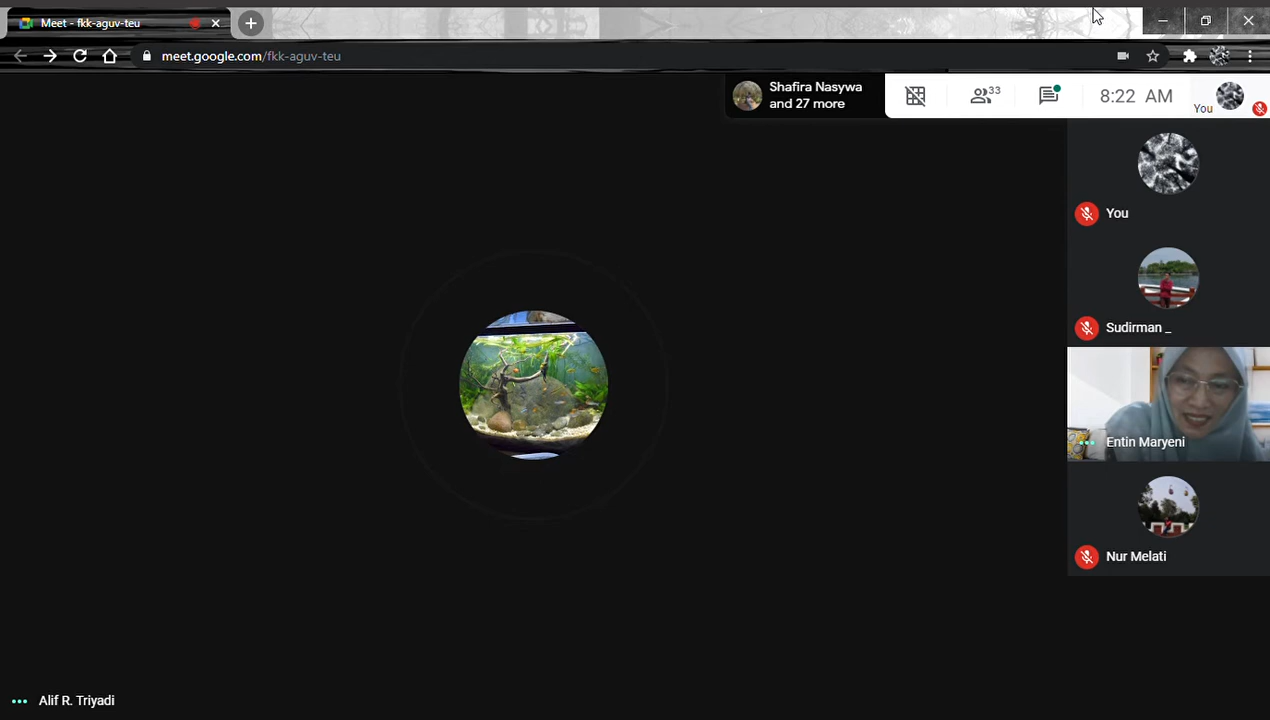 Meet - fkk-aguv-teu
meet.google.com/fkk-aguv-teu
Shafira Nasywa
and 27 more
33
8:22 AM
You
You
Sudirman _
Entin Maryeni
Nur Melati
Alif R. Triyadi